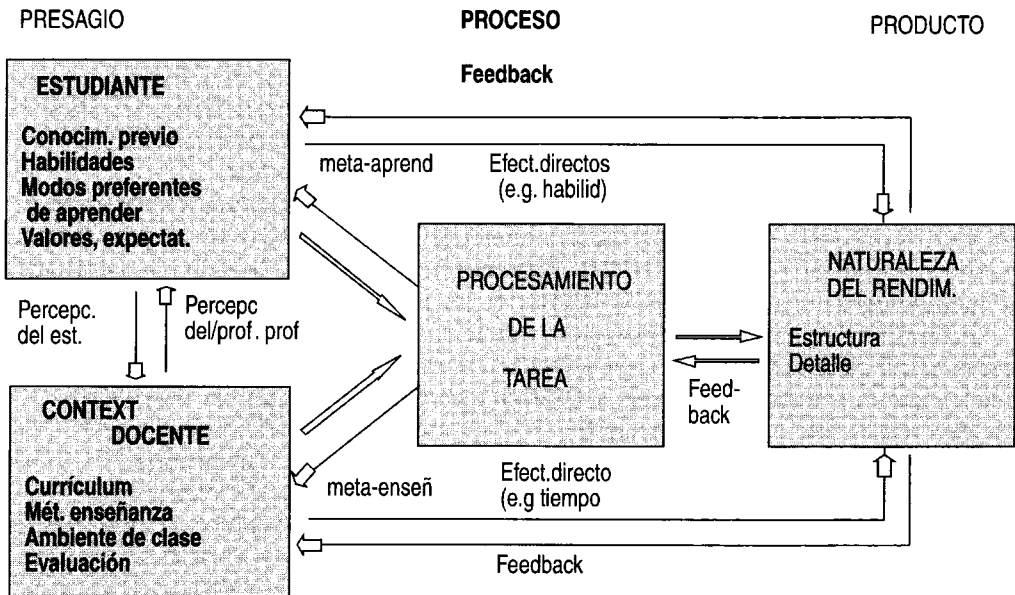 PRESAGIO
PROCESO
PRODUCTO
Feedback
ESTUDIANTE
Conocim. previo
Habilidades
Modos preferentes
de aprender
Valores, expectat.
meta-aprend
Efect.directos
(e.g. habilid)
PROCESAMIENTO
DE LA
TAREA
NATURALEZA
DEL RENDIM.
Estructura
Detalle
Feed-
back
Percepc.
del est.
Percepc
del/prof. prof
CONTEXT
DOCENTE
Currículum
Mét. enseñanza
Ambiente de clase
Evaluación
meta-enseñ
Efect.directo
(e.g tiempo
Feedback